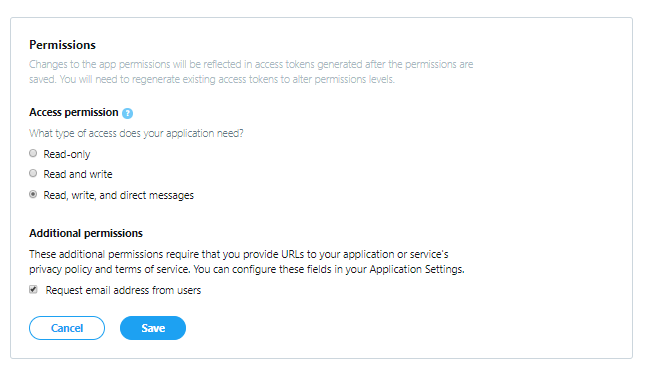 Permissions
Changes to the app permissions will be reflected in access tokens generated after the permissions are
saved. You will need to regenerate existing access tokens to alter permissions levels.
Access permission ?
What type of access does your application need?
Read-only
Read and write
Read, write, and direct messages
Additional permissions
These additional permissions require that you provide URLs to your application or service's
privacy policy and terms of service. You can configure these fields in your Application Settings.
Request email address from users
Cancel Save